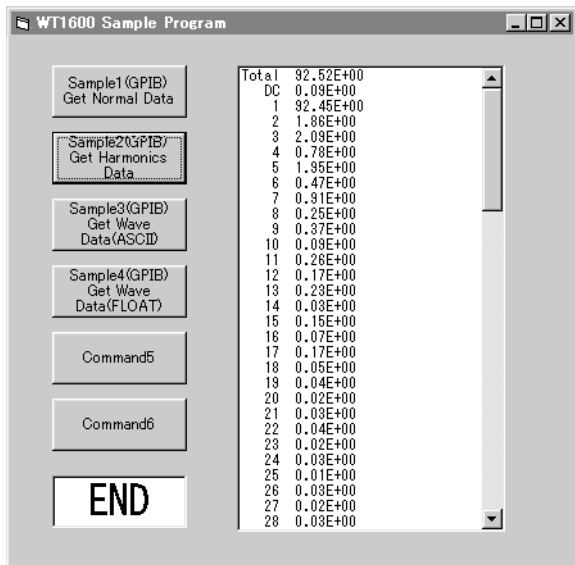 WT1600 Sample Program
Sample1(GPIB)
Get Normal Data
Sample2(GPIB)
Get Harmonics
Data
Sample3(GPIB)
Get Wave
Data(ASCII)
Sample4(GPIB)
Get Wave
Data(FLOAT)
Command5
Command6
END
Total 92.52E+00
DC 0.09E+00
1 92.45E+00
2 1.86E+00
3 2.09E+00
4 0.78E+00
5 1.95E+00
6 0.47E+00
7 0.91E+00
8 0.25E+00
9 0.37E+00
10 0.09E+00
11 0.26E+00
12 0.17E+00
13 0.23E+00
14 0.03E+00
15 0.15E+00
16 0.07E+00
17 0.17E+00
18 0.05E+00
19 0.04E+00
20 0.02E+00
21 0.03E+00
22 0.04E+00
23 0.02E+00
24 0.03E+00
25 0.01E+00
26 0.03E+00
27 0.02E+00
28 0.03E+00